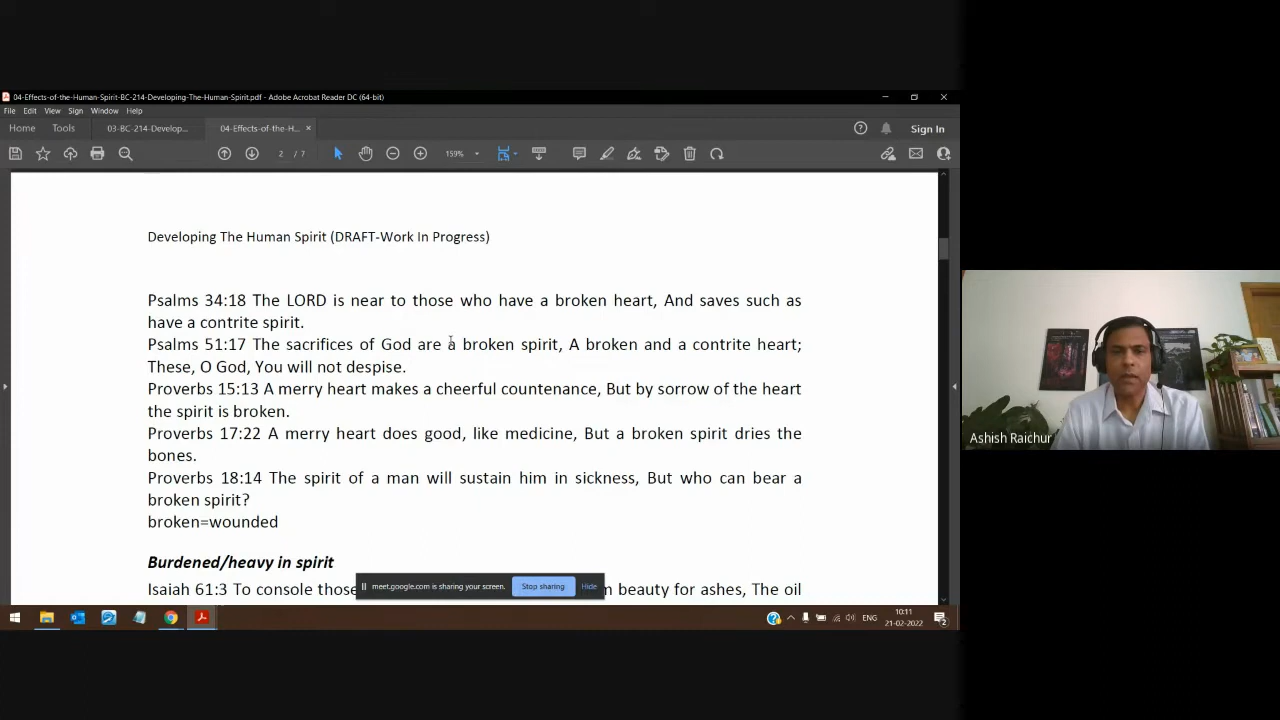 04-Effects-of-the-Human-Spirit-BC-214-Developing-The-Human-Spirit.pdf - Adobe Acrobat Reader DC (64-bit)
File Edit View Sign Window Help
Home Tools 03-BC-214-Develop... 04-Effects-of-the-H... × Sign In
2 / 7 159%
Developing The Human Spirit (DRAFT-Work In Progress)
Psalms 34:18 The LORD is near to those who have a broken heart, And saves such as
have a contrite spirit.
Psalms 51:17 The sacrifices of God are a broken spirit, A broken and a contrite heart;
These, O God, You will not despise.
Proverbs 15:13 A merry heart makes a cheerful countenance, But by sorrow of the heart
the spirit is broken.
Proverbs 17:22 A merry heart does good, like medicine, But a broken spirit dries the
bones.
Proverbs 18:14 The spirit of a man will sustain him in sickness, But who can bear a
broken spirit?
broken=wounded
Burdened/heavy in spirit
Isaiah 61:3 To console those beauty for ashes, The oil
meet.google.com is sharing your screen. Stop sharing Hide
Ashish Raichur
ENG 10:11
21-02-2022